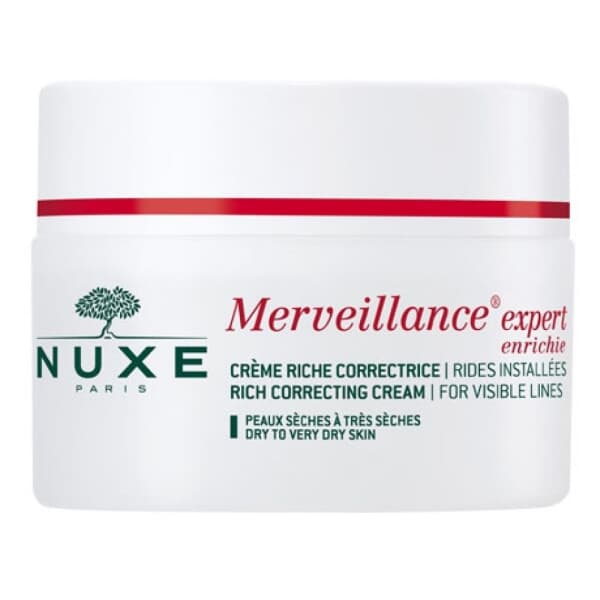 NUXE
PARIS
Merveillance® expert
enrichie
CRÈME RICHE CORRECTRICE | RIDES INSTALLÉES
RICH CORRECTING CREAM | FOR VISIBLE LINES
PEAUX SÈCHES À TRÈS SÈCHES
DRY TO VERY DRY SKIN